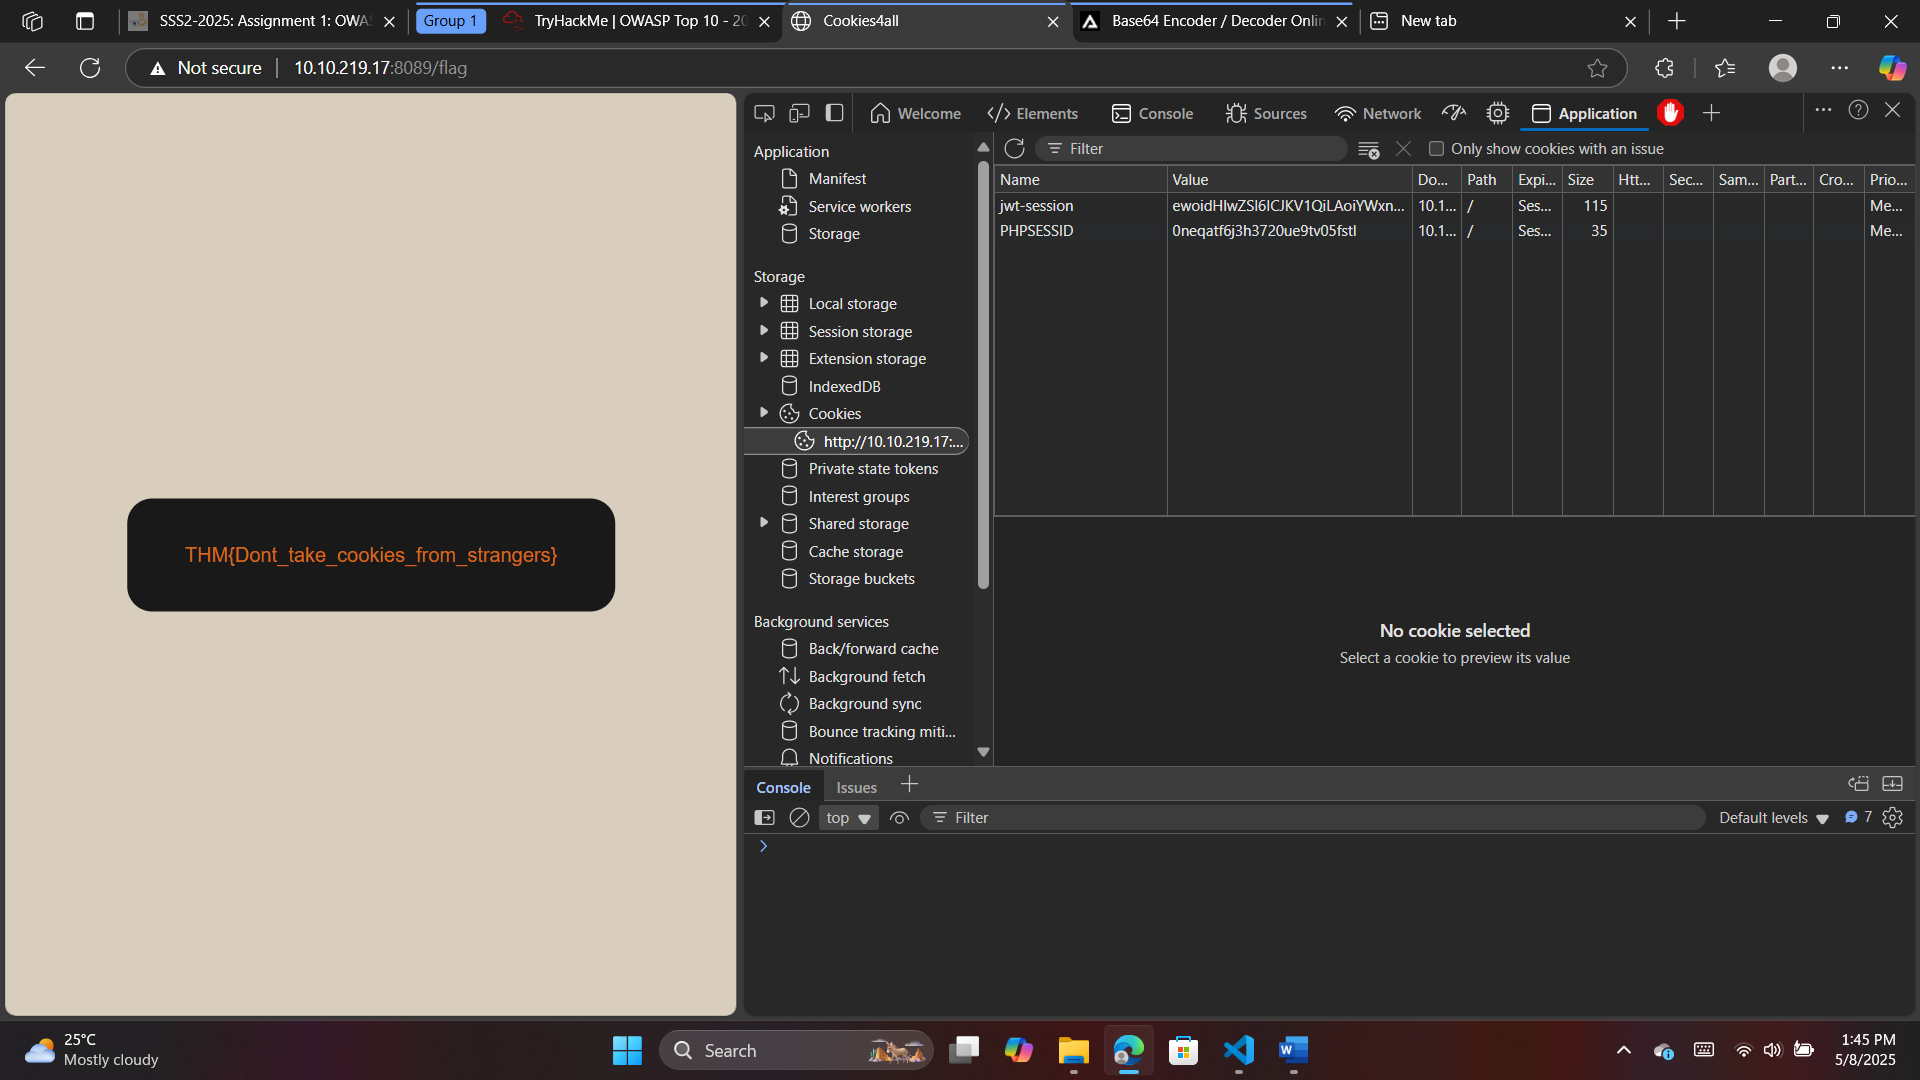 SSS2-2025: Assignment 1: OWAS
Group 1
TryHackMe | OWASP Top 10 - 20
Cookies4all
Base64 Encoder / Decoder Onlin
New tab
Not secure
10.10.219.17:8089/flag
THM{Dont_take_cookies_from_strangers}
Welcome
Elements
Console
Sources
Network
Application
Application
Manifest
Service workers
Storage
Storage
Local storage
Session storage
Extension storage
IndexedDB
Cookies
http://10.10.219.17:...
Private state tokens
Interest groups
Shared storage
Cache storage
Storage buckets
Background services
Back/forward cache
Background fetch
Background sync
Bounce tracking miti...
Notifications
Filter
Only show cookies with an issue
Name Value Do... Path Expi... Size Htt... Sec... Sam... Part... Cro... Prio...
jwt-session ewoidHlwZSI6ICJKV1QiLAoiYWxn... 10.1... / Ses... 115 Me...
PHPSESSID 0neqatf6j3h3720ue9tv05fstl 10.1... / Ses... 35 Me...
No cookie selected
Select a cookie to preview its value
Console
Issues
top
Filter
Default levels
7
25°C
Mostly cloudy
Search
1:45 PM
5/8/2025